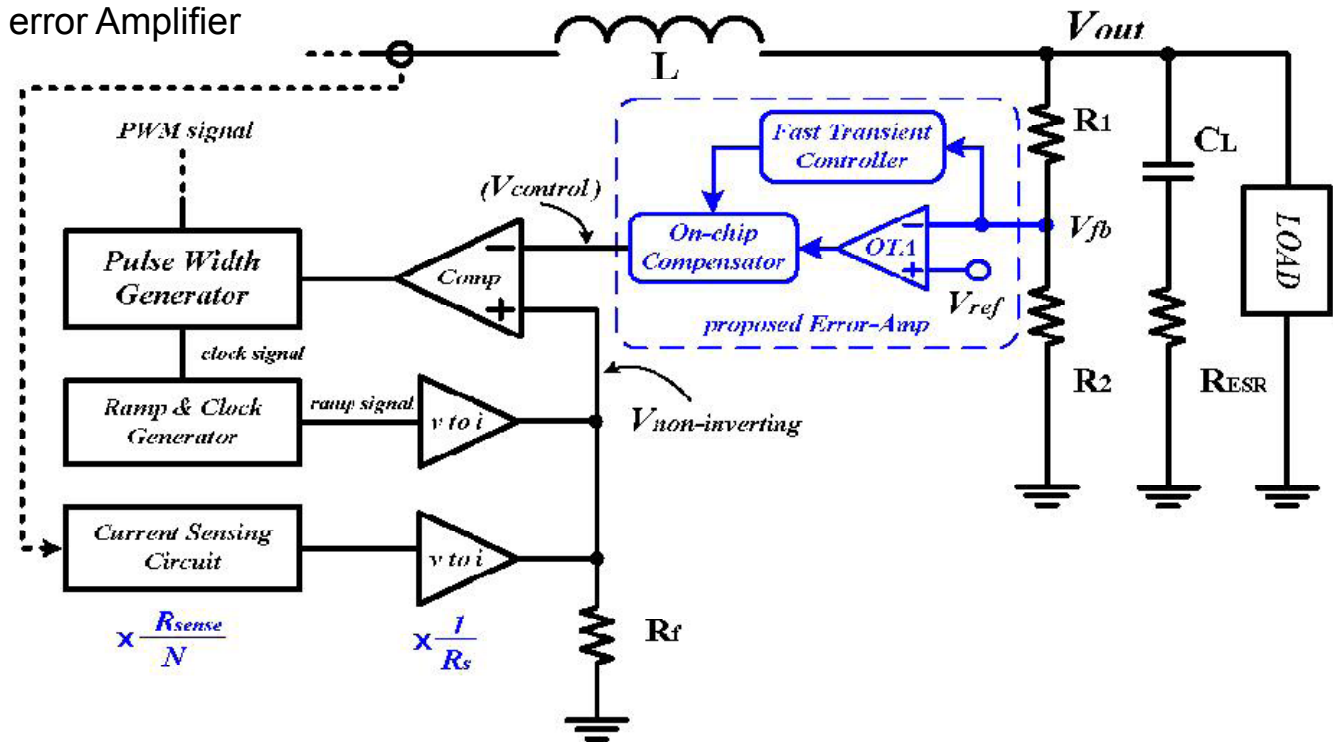 error Amplifier
L
Vout
PWM signal
Fast Transient
Controller
R1
CL
(Vcontrol)
Pulse Width
Generator
Comp
−
+
On-chip
Compensator
OTA
−
+
Vfb
LOAD
Vref
proposed Error-Amp
clock signal
R2
RESR
Ramp & Clock
Generator
ramp signal
v to i
Vnon-inverting
Current Sensing
Circuit
v to i
× Rsense
N
× 1
Rs
Rf